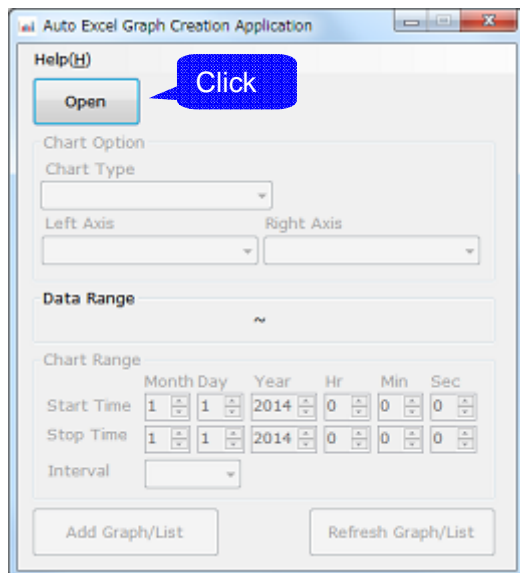 Auto Excel Graph Creation Application
Help(H)
Open
Click
Chart Option
Chart Type
Left Axis Right Axis
Data Range
~
Chart Range
Month Day Year Hr Min Sec
Start Time 1 1 2014 0 0 0
Stop Time 1 1 2014 0 0 0
Interval
Add Graph/List Refresh Graph/List